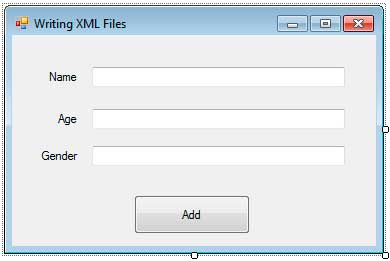 Writing XML Files
Name
Age
Gender
Add